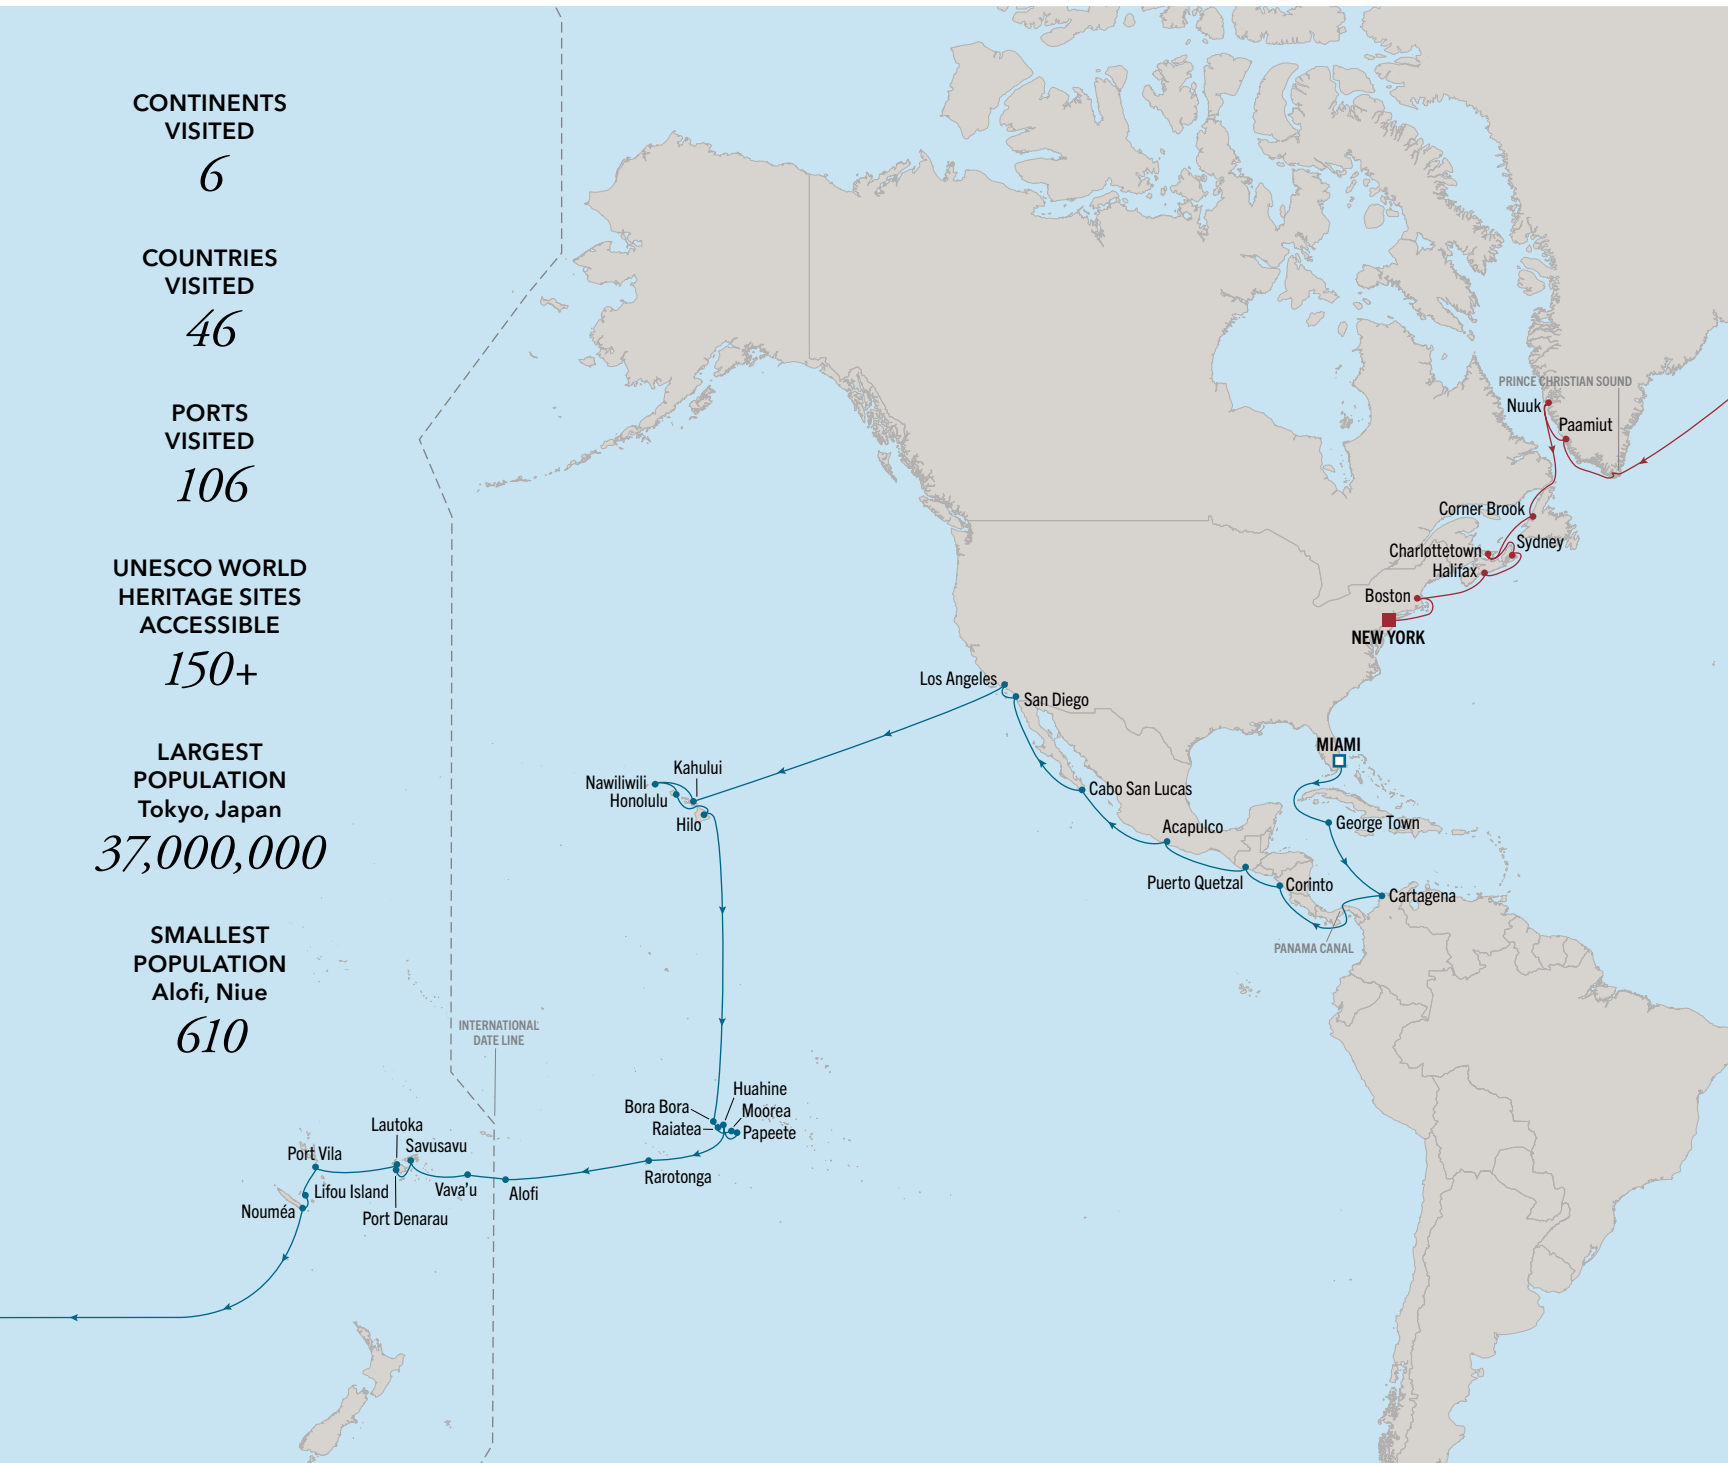 CONTINENTS
VISITED
6
COUNTRIES
VISITED
46
PORTS
VISITED
106
UNESCO WORLD
HERITAGE SITES
ACCESSIBLE
150+
LARGEST
POPULATION
Tokyo, Japan
37,000,000
SMALLEST
POPULATION
Alofi, Niue
610
PRINCE CHRISTIAN SOUND
Nuuk
Paamiut
Corner Brook
Sydney
Charlottetown
Halifax
Boston
NEW YORK
Los Angeles
San Diego
MIAMI
Kahului
Nawiliwili
Honolulu
Hilo
Cabo San Lucas
Acapulco
George Town
Puerto Quetzal
Corinto
Cartagena
PANAMA CANAL
INTERNATIONAL
DATE LINE
Huahine
Bora Bora
Moorea
Raiatea
Papeete
Lautoka
Savusavu
Port Vila
Rarotonga
Lifou Island
Vava'u
Alofi
Nouméa
Port Denarau